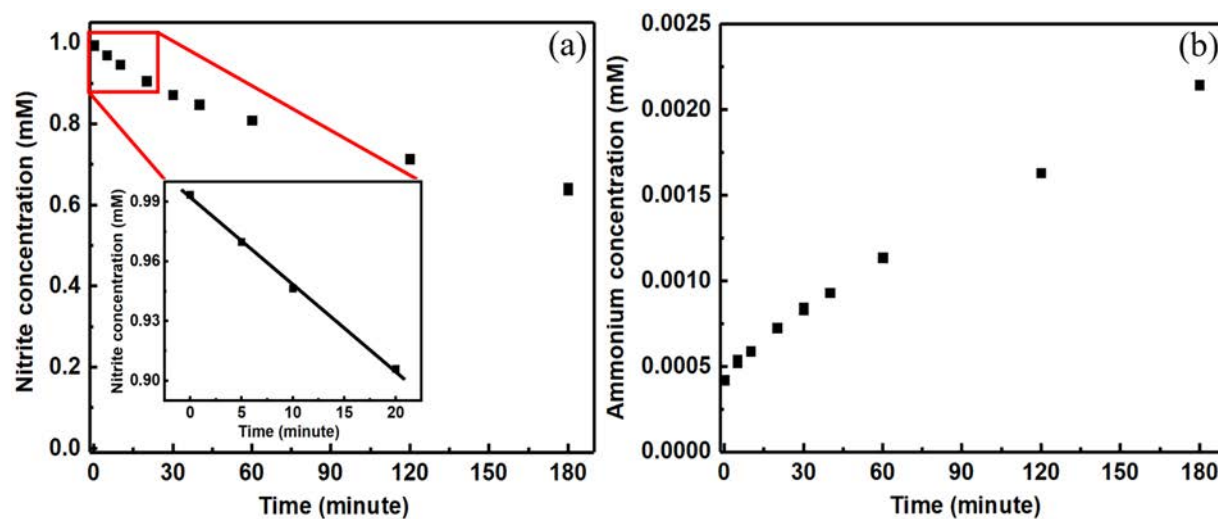 (a)
Nitrite concentration (mM)
1.0
0.8
0.6
0.4
0.2
0.0
0 30 60 90 120 150 180
Time (minute)
Nitrite concentration (mM)
0.99
0.96
0.93
0.90
0 5 10 15 20
Time (minute)
(b)
Ammonium concentration (mM)
0.0025
0.0020
0.0015
0.0010
0.0005
0.0000
0 30 60 90 120 150 180
Time (minute)